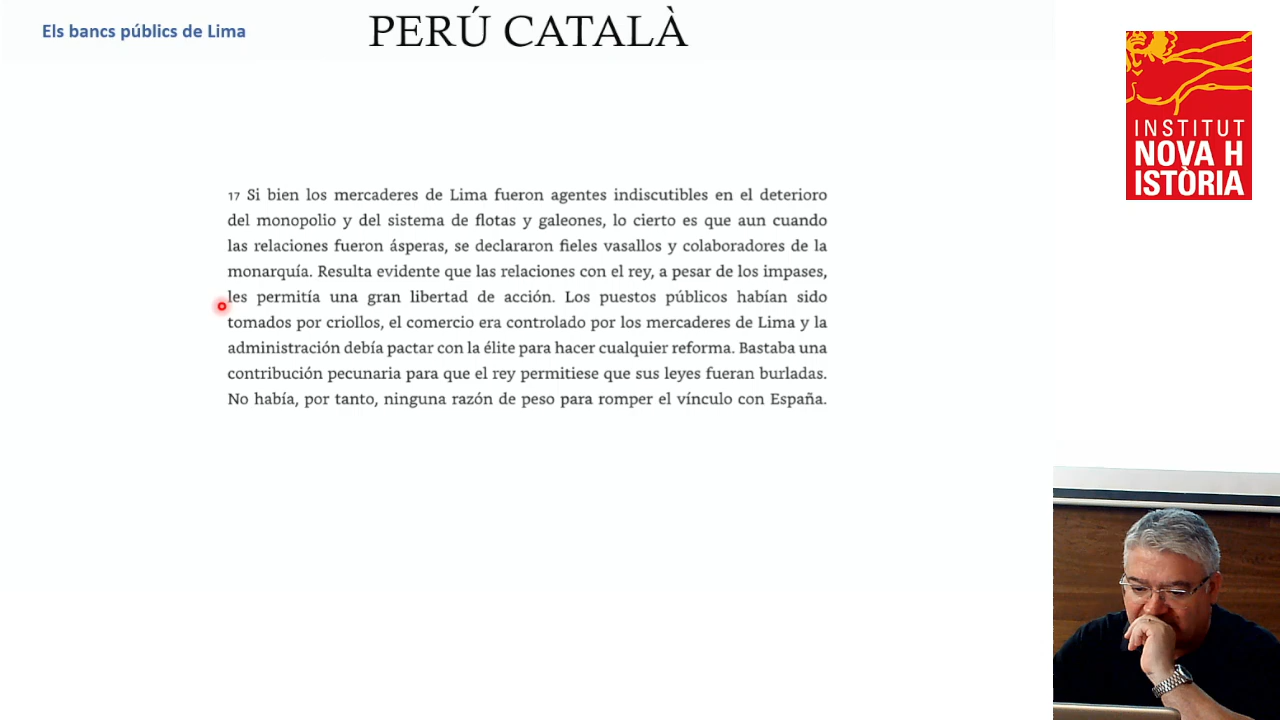 Els bancs públics de Lima
PERÚ CATALÀ
INSTITUT
NOVA H
ISTÒRIA
17 Si bien los mercaderes de Lima fueron agentes indiscutibles en el deterioro
del monopolio y del sistema de flotas y galeones, lo cierto es que aun cuando
las relaciones fueron ásperas, se declararon fieles vasallos y colaboradores de la
monarquía. Resulta evidente que las relaciones con el rey, a pesar de los impases,
les permitía una gran libertad de acción. Los puestos públicos habían sido
tomados por criollos, el comercio era controlado por los mercaderes de Lima y la
administración debía pactar con la élite para hacer cualquier reforma. Bastaba una
contribución pecunaria para que el rey permitiese que sus leyes fueran burladas.
No había, por tanto, ninguna razón de peso para romper el vínculo con España.